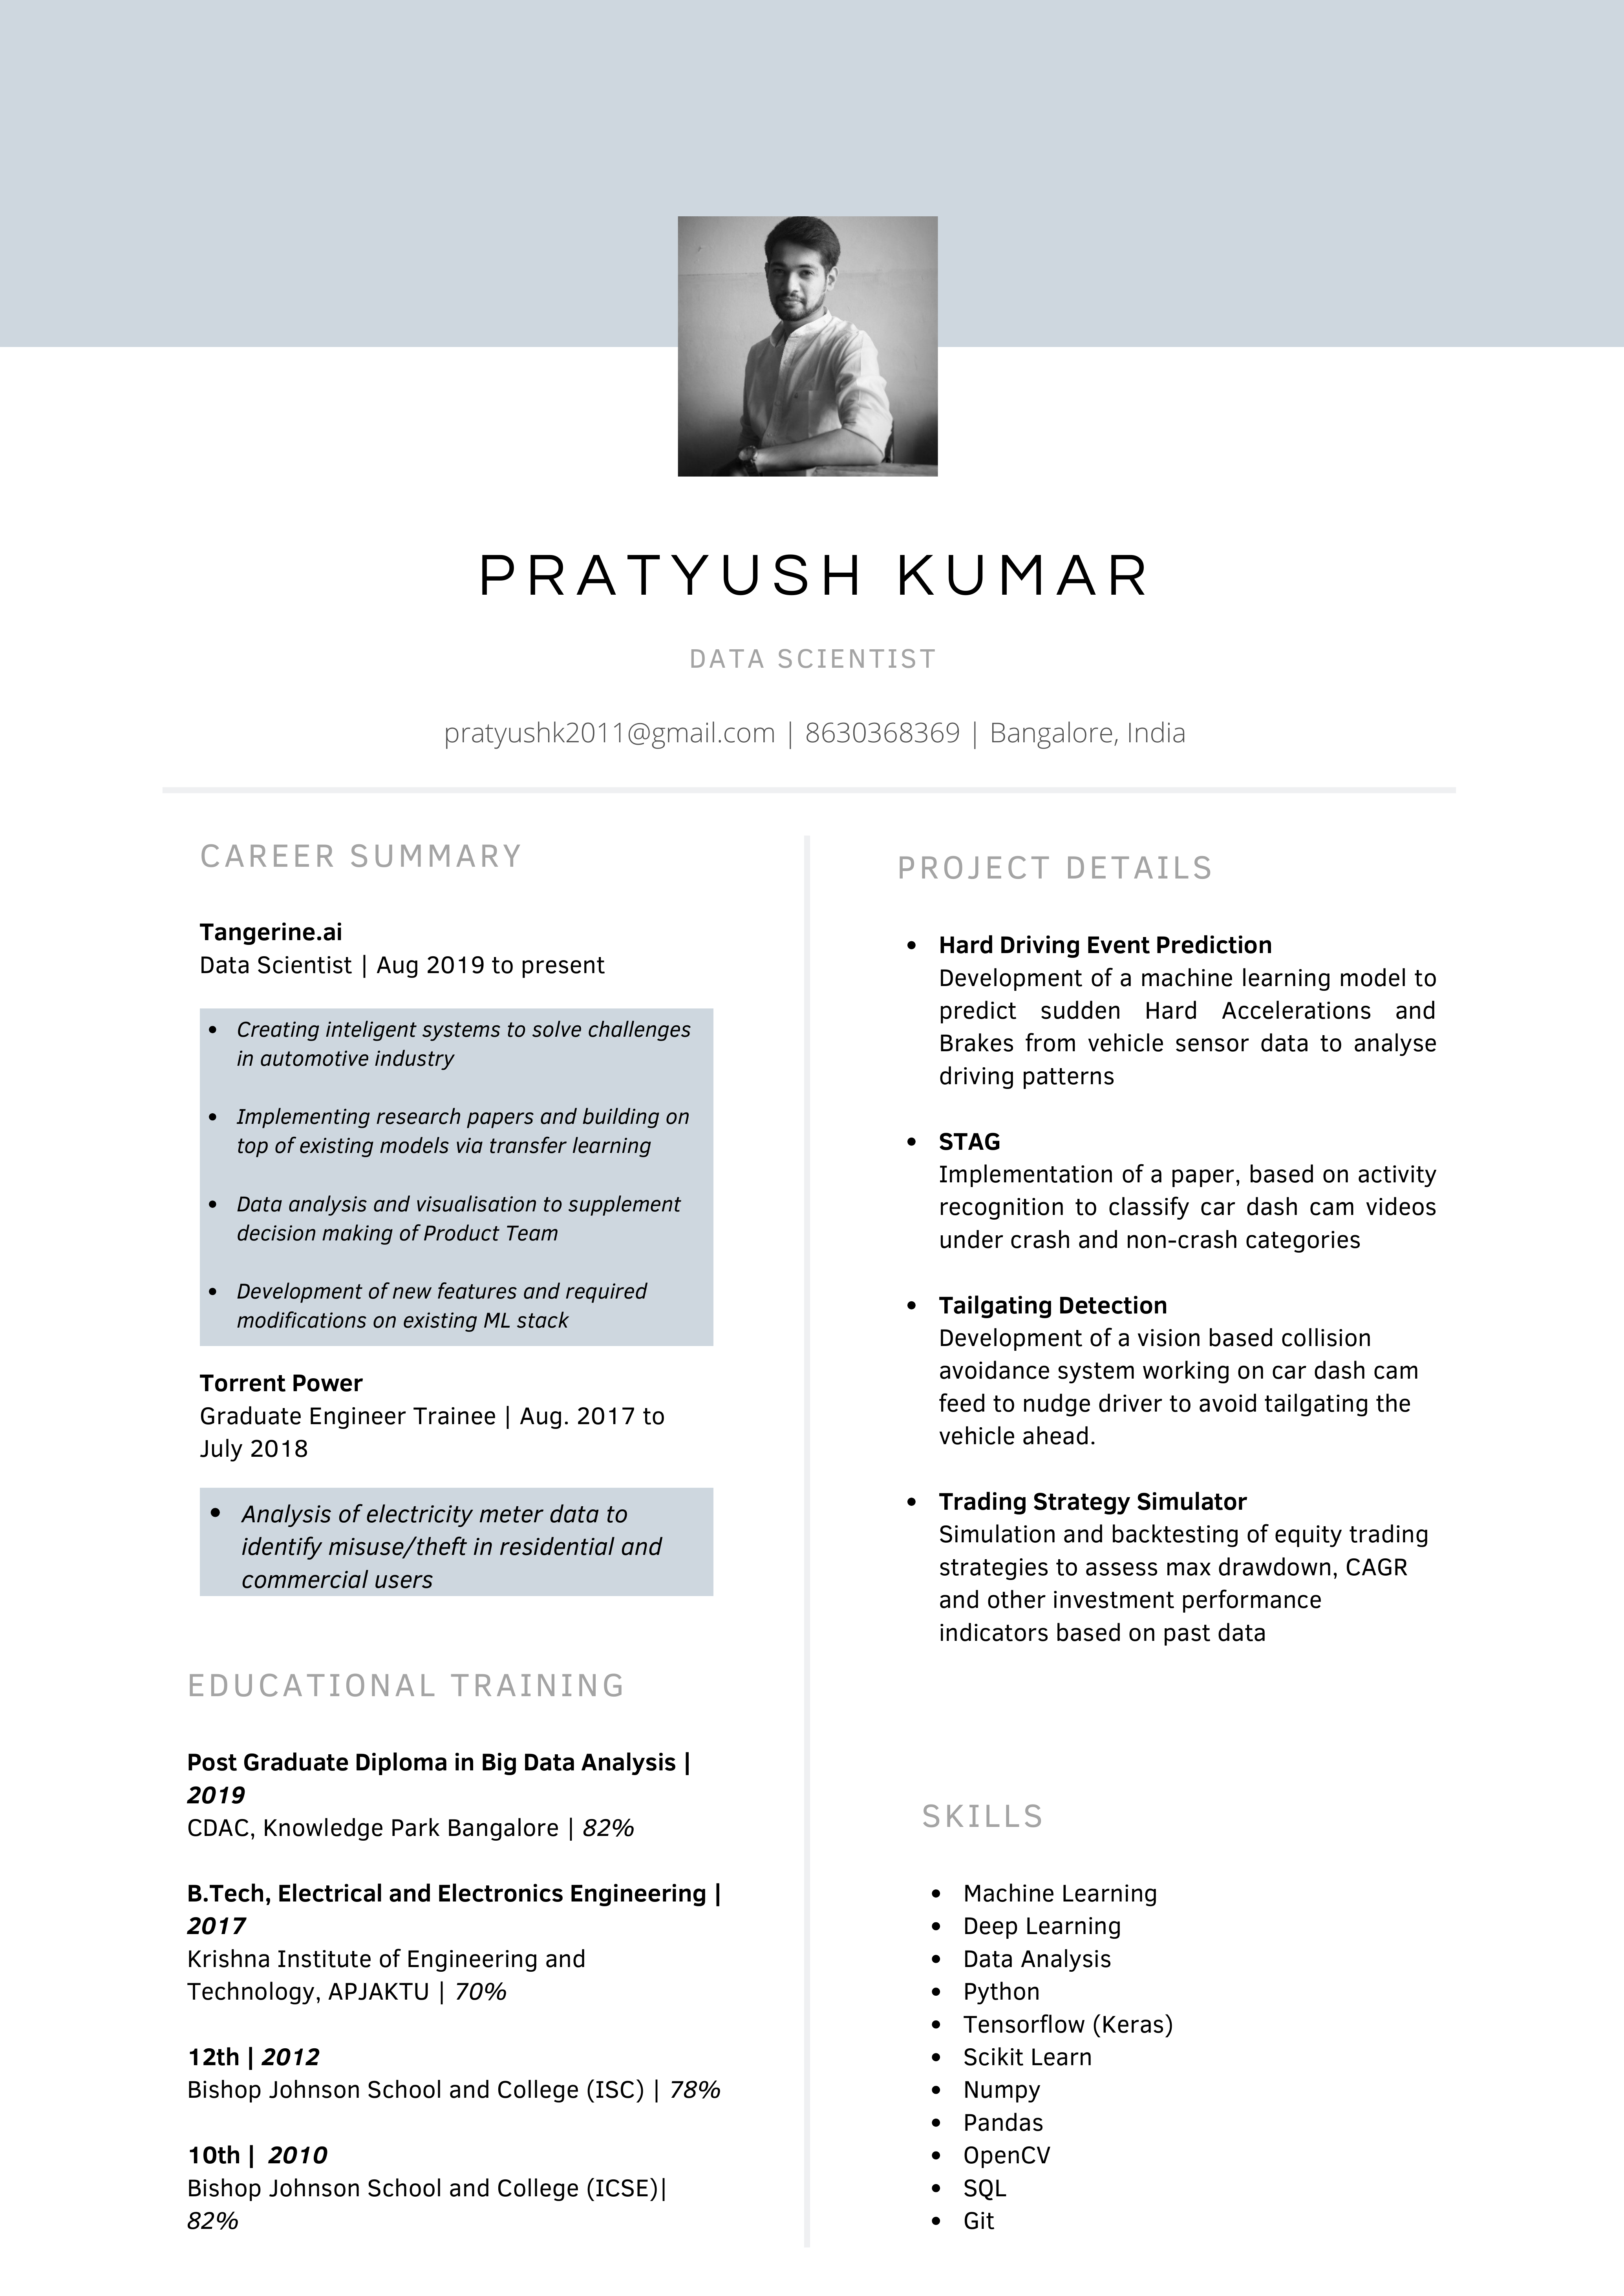 PRATYUSH KUMAR
DATA SCIENTIST
pratyushk2011@gmail.com | 8630368369 | Bangalore, India
CAREER SUMMARY
Tangerine.ai
Data Scientist | Aug 2019 to present
• Creating inteligent systems to solve challenges
in automotive industry
• Implementing research papers and building on
top of existing models via transfer learning
• Data analysis and visualisation to supplement
decision making of Product Team
• Development of new features and required
modifications on existing ML stack
Torrent Power
Graduate Engineer Trainee | Aug. 2017 to
July 2018
• Analysis of electricity meter data to
identify misuse/theft in residential and
commercial users
EDUCATIONAL TRAINING
Post Graduate Diploma in Big Data Analysis |
2019
CDAC, Knowledge Park Bangalore | 82%
B.Tech, Electrical and Electronics Engineering |
2017
Krishna Institute of Engineering and
Technology, APJAKTU | 70%
12th | 2012
Bishop Johnson School and College (ISC) | 78%
10th | 2010
Bishop Johnson School and College (ICSE)|
82%
PROJECT DETAILS
• Hard Driving Event Prediction
Development of a machine learning model to
predict sudden Hard Accelerations and
Brakes from vehicle sensor data to analyse
driving patterns
• STAG
Implementation of a paper, based on activity
recognition to classify car dash cam videos
under crash and non-crash categories
• Tailgating Detection
Development of a vision based collision
avoidance system working on car dash cam
feed to nudge driver to avoid tailgating the
vehicle ahead.
• Trading Strategy Simulator
Simulation and backtesting of equity trading
strategies to assess max drawdown, CAGR
and other investment performance
indicators based on past data
SKILLS
• Machine Learning
• Deep Learning
• Data Analysis
• Python
• Tensorflow (Keras)
• Scikit Learn
• Numpy
• Pandas
• OpenCV
• SQL
• Git